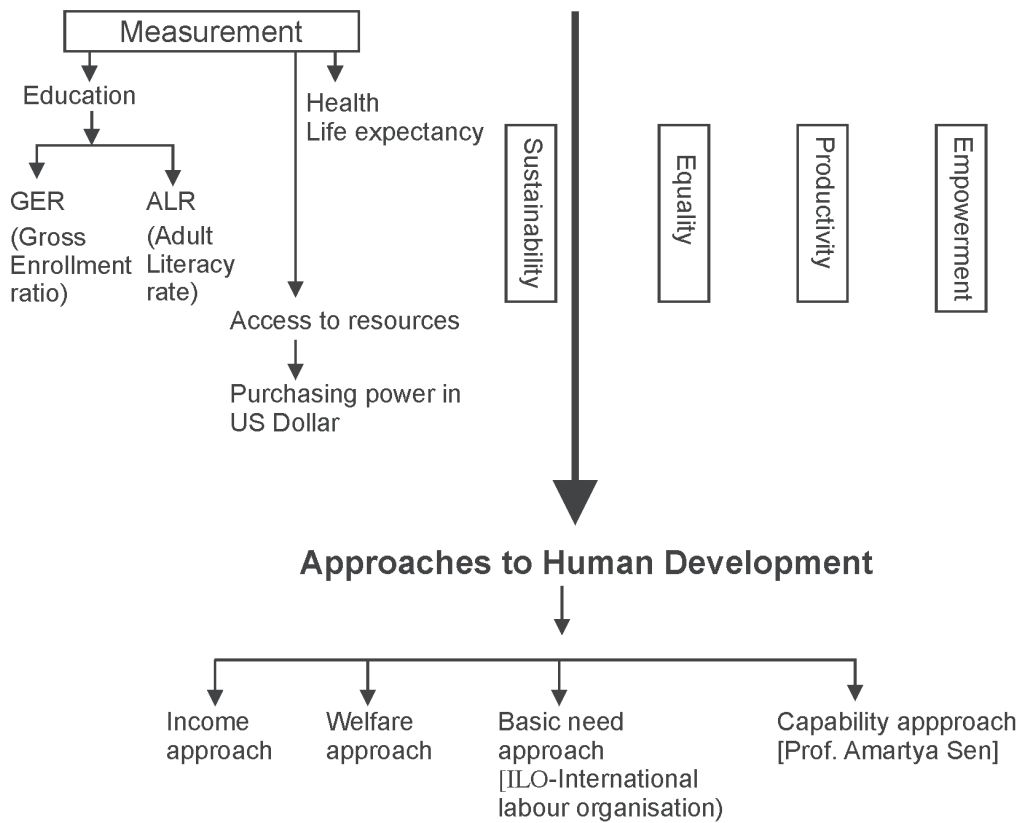 Measurement
Education
GER
(Gross
Enrollment
ratio)
ALR
(Adult
Literacy
rate)
Health
Life expectancy
Access to resources
Purchasing power in
US Dollar
Sustainability
Equality
Productivity
Empowerment
Approaches to Human Development
Income
approach
Welfare
approach
Basic need
approach
[ILO-International
labour organisation)
Capability appproach
[Prof. Amartya Sen]